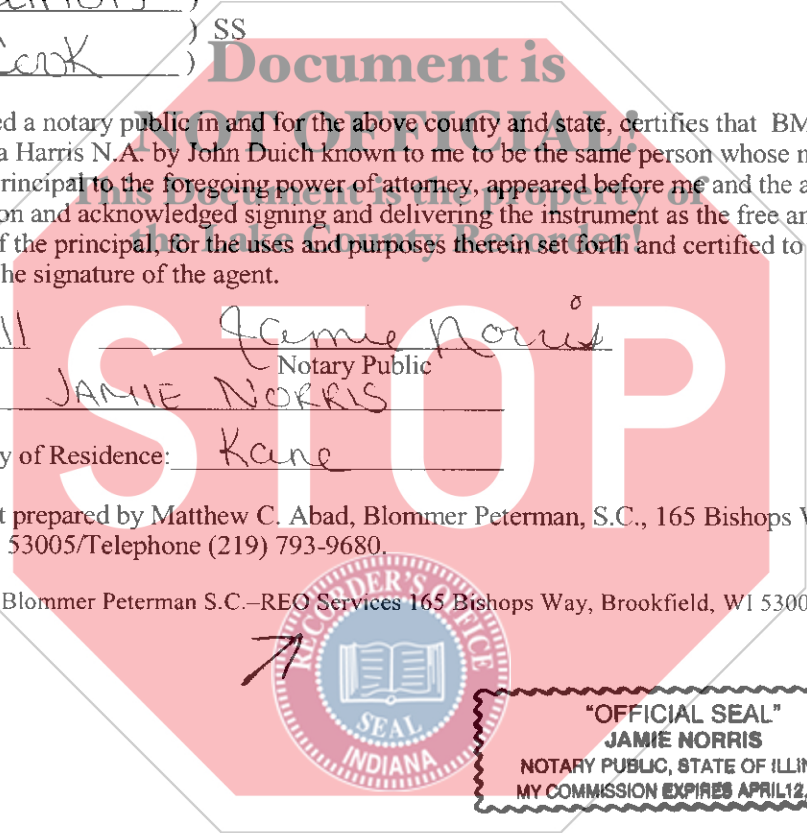 ) SS
Cook )
Document is
NOT OFFICIAL!
This Document is the property of
the Lake County Recorder!
ed a notary public in and for the above county and state, certifies that BM
a Harris N.A. by John Duich known to me to be the same person whose n
rincipal to the foregoing power of attorney, appeared before me and the a
on and acknowledged signing and delivering the instrument as the free an
f the principal, for the uses and purposes therein set forth and certified to
he signature of the agent.
11 Jamie Norris
Notary Public
JAMIE NORRIS
y of Residence: Kane
STOP
t prepared by Matthew C. Abad, Blommer Peterman, S.C., 165 Bishops W
53005/Telephone (219) 793-9680.
Blommer Peterman S.C.–REO Services 165 Bishops Way, Brookfield, WI 5300
RECORDER'S OFFICE
SEAL
INDIANA
"OFFICIAL SEAL"
JAMIE NORRIS
NOTARY PUBLIC, STATE OF ILLIN
MY COMMISSION EXPIRES APRIL 12,